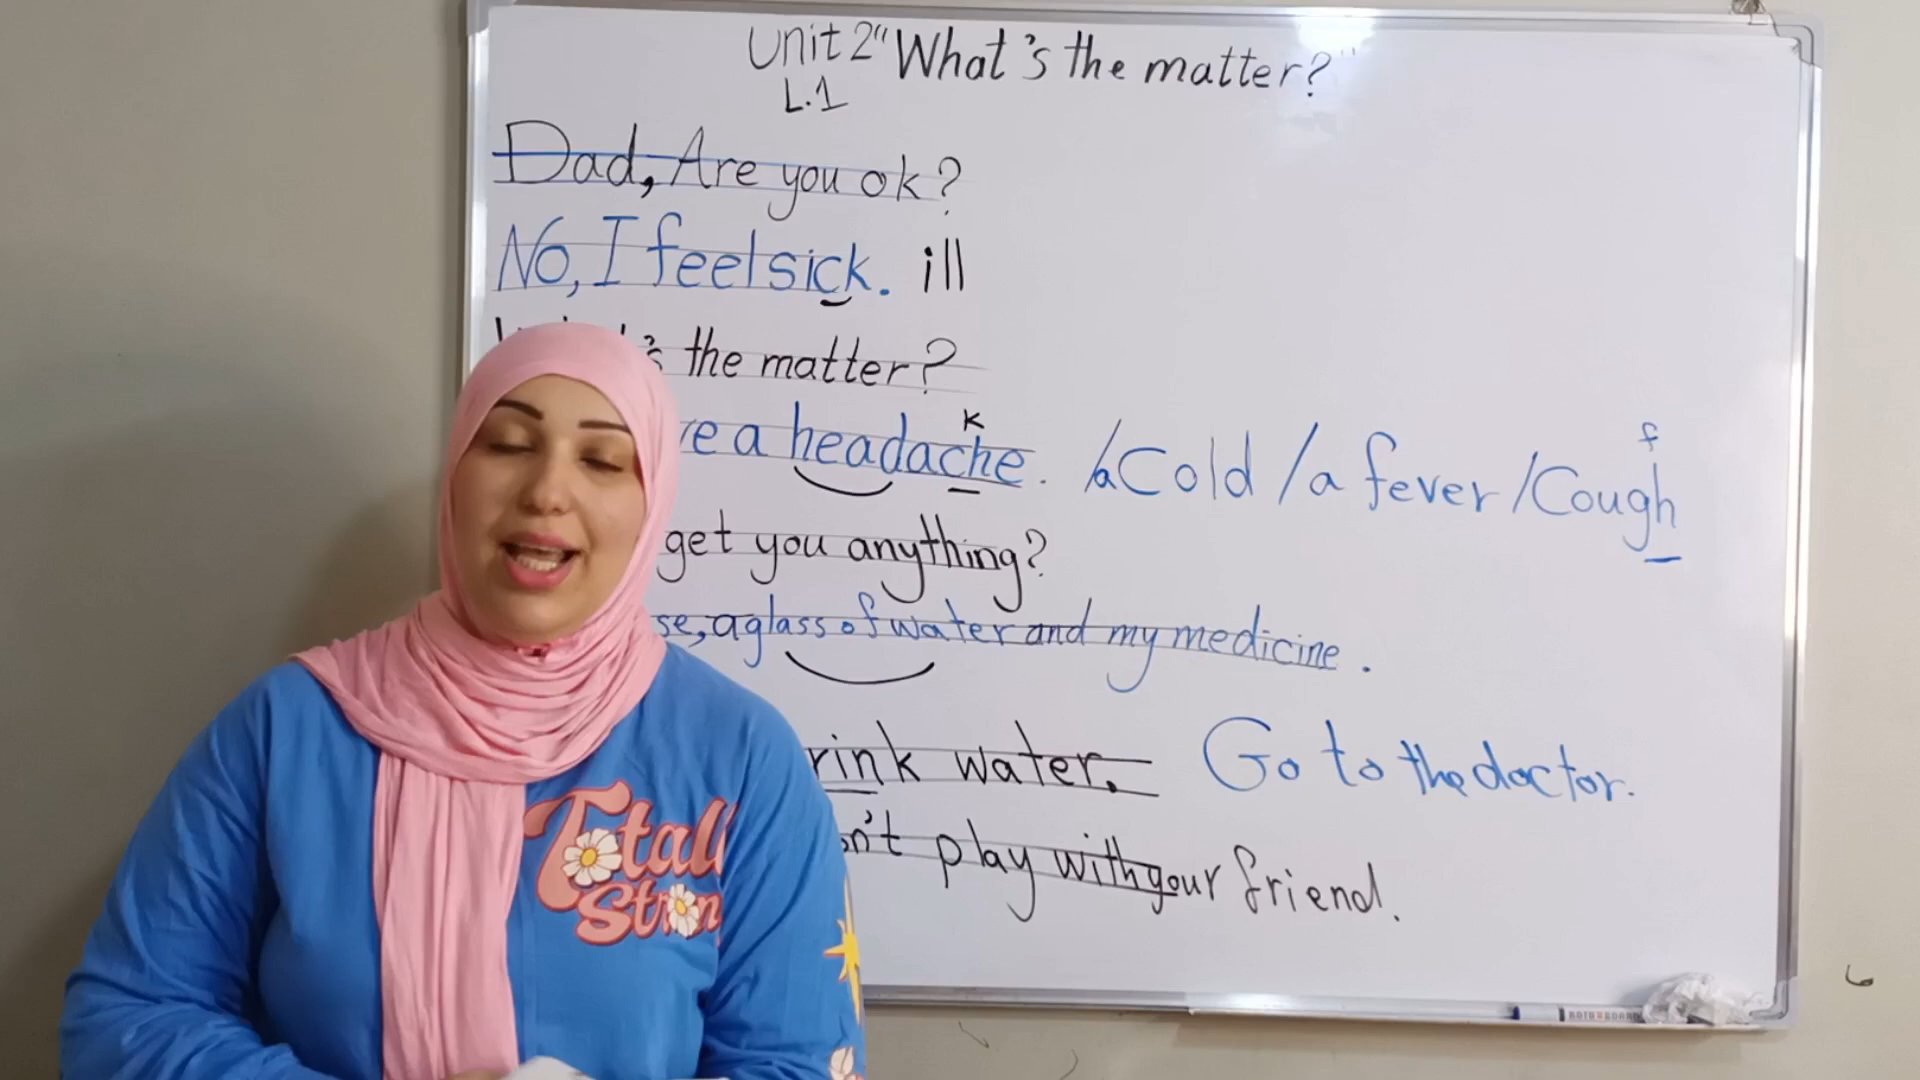 Unit 2 "What's the matter?"
L.1
Dad, Are you ok?
No, I feel sick. ill
's the matter?
k
f
a headache. /a Cold /a fever /Cough
get you anything?
a glass of water and my medicine.
water. Go to the doctor.
play with your friend.